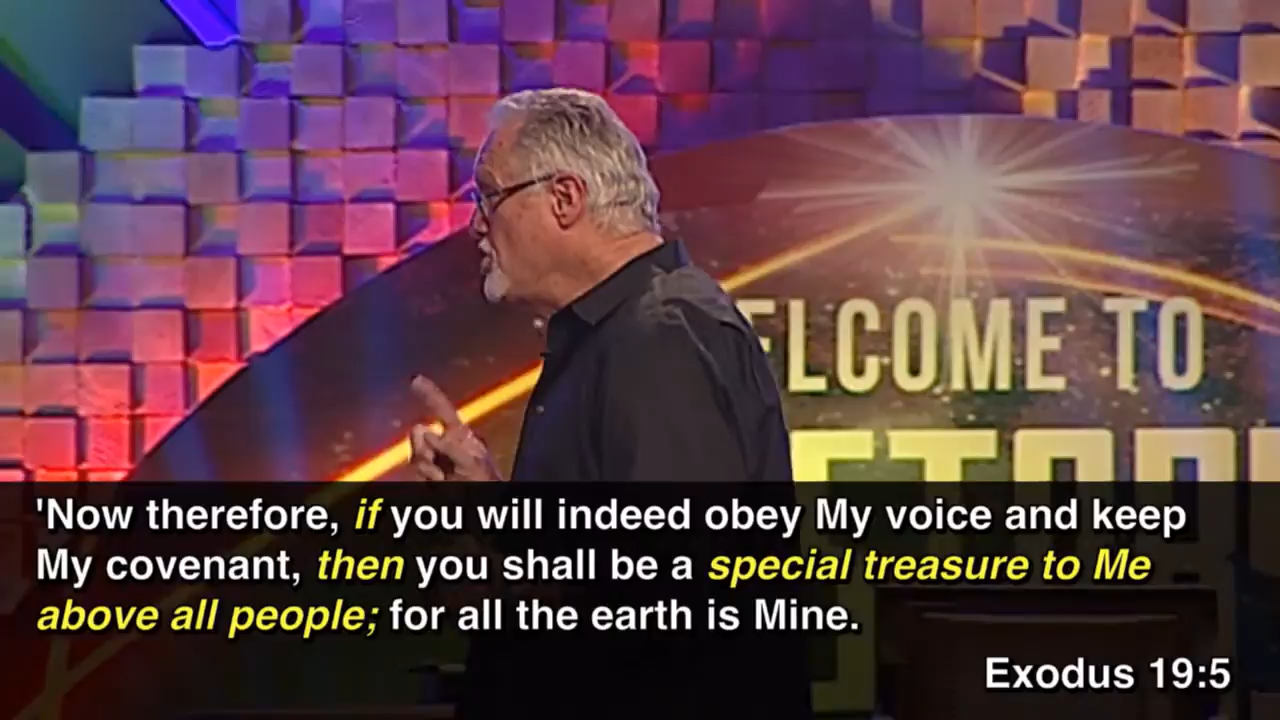 ELCOME TO
'Now therefore, if you will indeed obey My voice and keep
My covenant, then you shall be a special treasure to Me
above all people; for all the earth is Mine.
Exodus 19:5